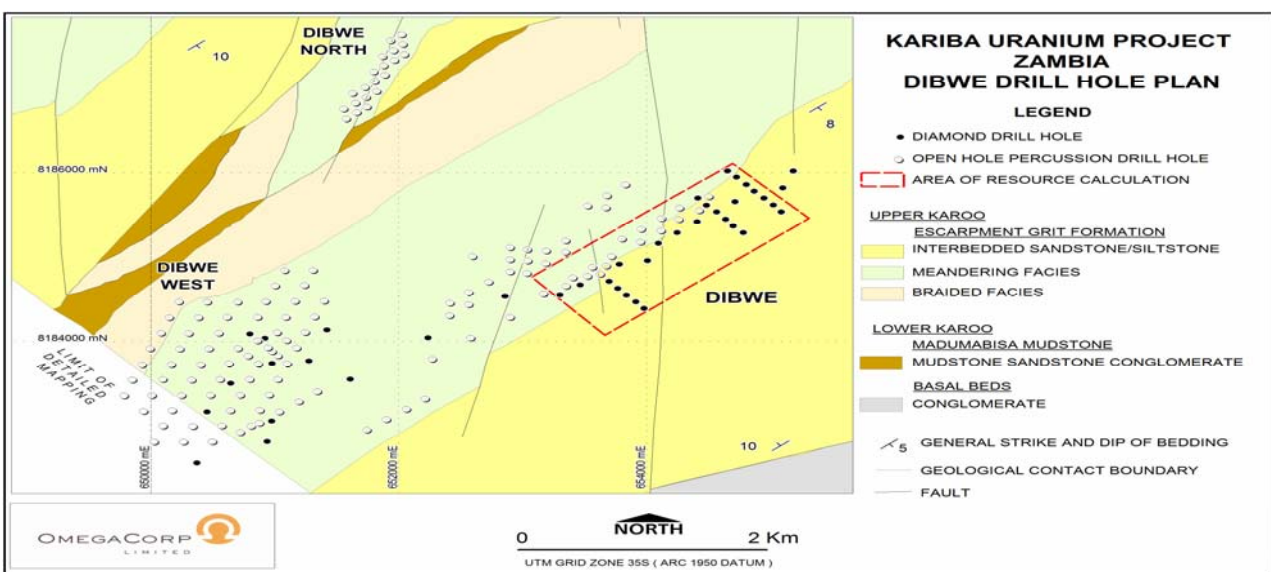 KARIBA URANIUM PROJECT
ZAMBIA
DIBWE DRILL HOLE PLAN
LEGEND
DIAMOND DRILL HOLE
OPEN HOLE PERCUSSION DRILL HOLE
AREA OF RESOURCE CALCULATION
UPPER KAROO
ESCARPMENT GRIT FORMATION
INTERBEDDED SANDSTONE/SILTSTONE
MEANDERING FACIES
BRAIDED FACIES
LOWER KAROO
MADUMABISA MUDSTONE
MUDSTONE SANDSTONE CONGLOMERATE
BASAL BEDS
CONGLOMERATE
5 GENERAL STRIKE AND DIP OF BEDDING
GEOLOGICAL CONTACT BOUNDARY
FAULT
DIBWE
NORTH
10
8
8186000 mN
DIBWE
WEST
DIBWE
8184000 mN
LIMIT OF
DETAILED
MAPPING
650000 mE
652000 mE
654000 mE
10
OMEGACORP
LIMITED
NORTH
0 2 Km
UTM GRID ZONE 35S ( ARC 1950 DATUM )